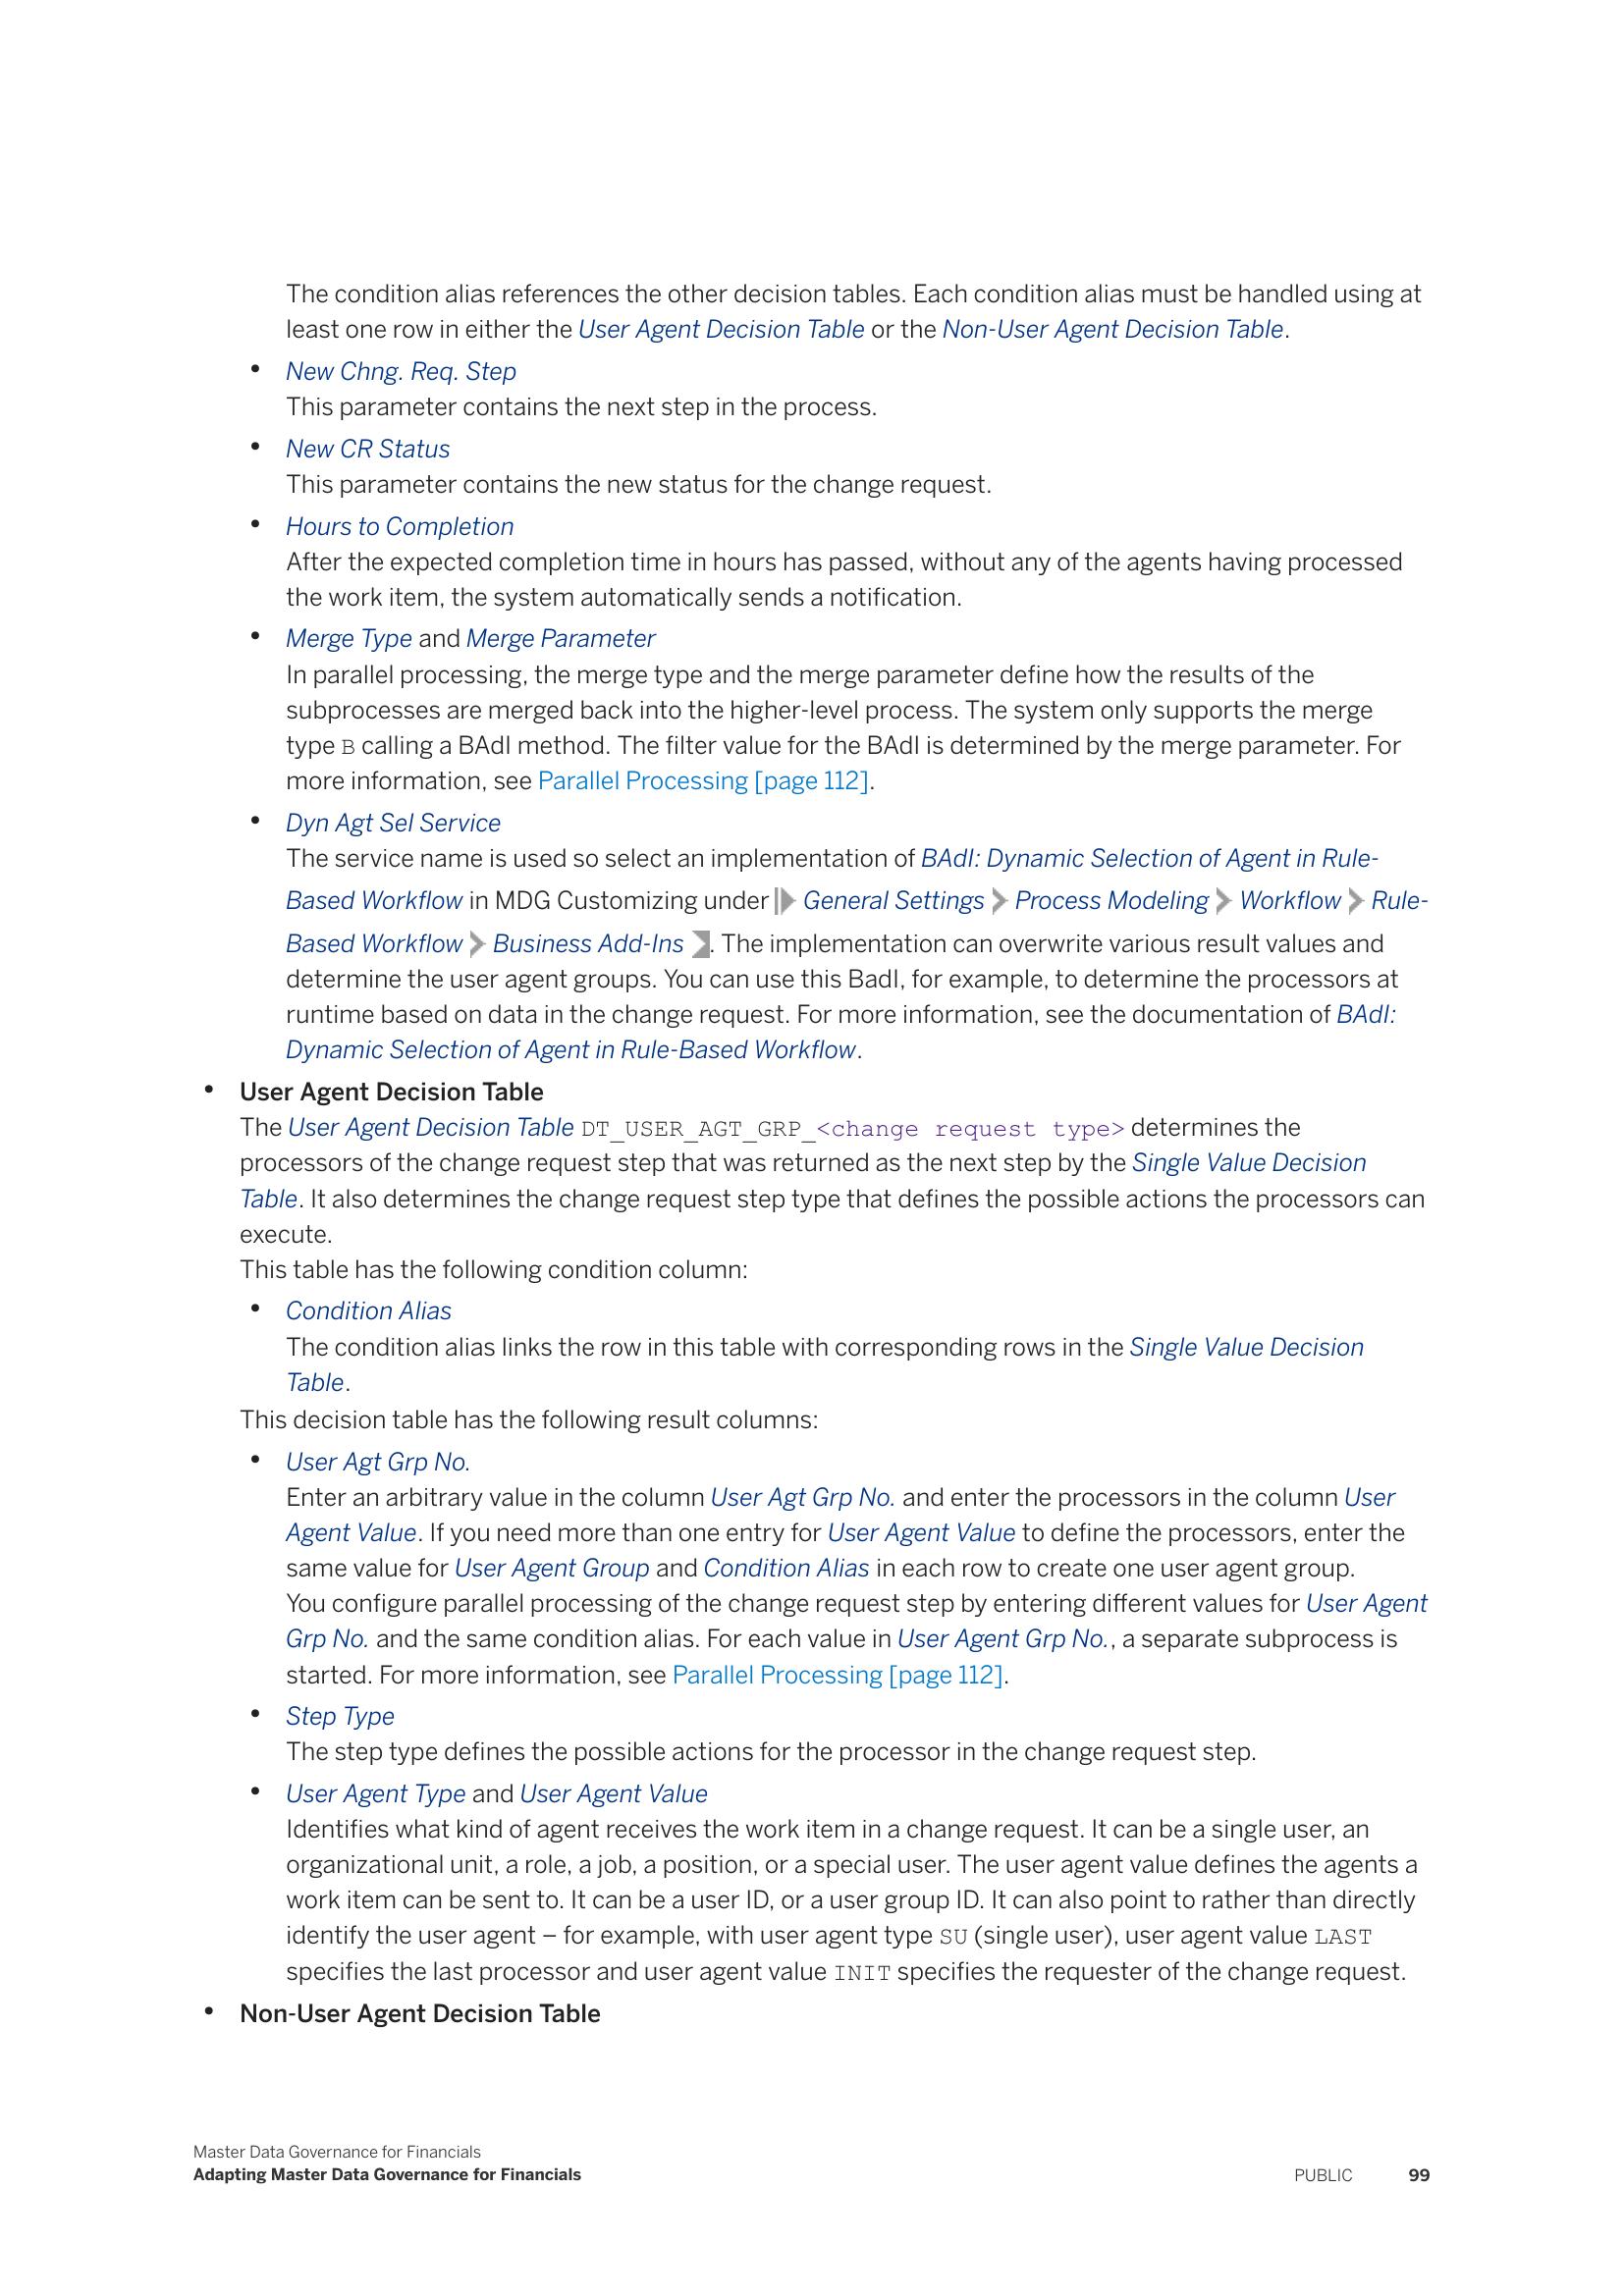 The condition alias references the other decision tables. Each condition alias must be handled using at
least one row in either the User Agent Decision Table or the Non-User Agent Decision Table.
• New Chng. Req. Step
This parameter contains the next step in the process.
• New CR Status
This parameter contains the new status for the change request.
• Hours to Completion
After the expected completion time in hours has passed, without any of the agents having processed
the work item, the system automatically sends a notification.
• Merge Type and Merge Parameter
In parallel processing, the merge type and the merge parameter define how the results of the
subprocesses are merged back into the higher-level process. The system only supports the merge
type B calling a BAdI method. The filter value for the BAdI is determined by the merge parameter. For
more information, see Parallel Processing [page 112].
• Dyn Agt Sel Service
The service name is used so select an implementation of BAdI: Dynamic Selection of Agent in Rule-
Based Workflow in MDG Customizing under General Settings Process Modeling Workflow Rule-
Based Workflow Business Add-Ins . The implementation can overwrite various result values and
determine the user agent groups. You can use this BadI, for example, to determine the processors at
runtime based on data in the change request. For more information, see the documentation of BAdI:
Dynamic Selection of Agent in Rule-Based Workflow.
• User Agent Decision Table
The User Agent Decision Table DT_USER_AGT_GRP_<change request type> determines the
processors of the change request step that was returned as the next step by the Single Value Decision
Table. It also determines the change request step type that defines the possible actions the processors can
execute.
This table has the following condition column:
• Condition Alias
The condition alias links the row in this table with corresponding rows in the Single Value Decision
Table.
This decision table has the following result columns:
• User Agt Grp No.
Enter an arbitrary value in the column User Agt Grp No. and enter the processors in the column User
Agent Value. If you need more than one entry for User Agent Value to define the processors, enter the
same value for User Agent Group and Condition Alias in each row to create one user agent group.
You configure parallel processing of the change request step by entering different values for User Agent
Grp No. and the same condition alias. For each value in User Agent Grp No., a separate subprocess is
started. For more information, see Parallel Processing [page 112].
• Step Type
The step type defines the possible actions for the processor in the change request step.
• User Agent Type and User Agent Value
Identifies what kind of agent receives the work item in a change request. It can be a single user, an
organizational unit, a role, a job, a position, or a special user. The user agent value defines the agents a
work item can be sent to. It can be a user ID, or a user group ID. It can also point to rather than directly
identify the user agent – for example, with user agent type SU (single user), user agent value LAST
specifies the last processor and user agent value INIT specifies the requester of the change request.
• Non-User Agent Decision Table
Master Data Governance for Financials
Adapting Master Data Governance for Financials PUBLIC 99